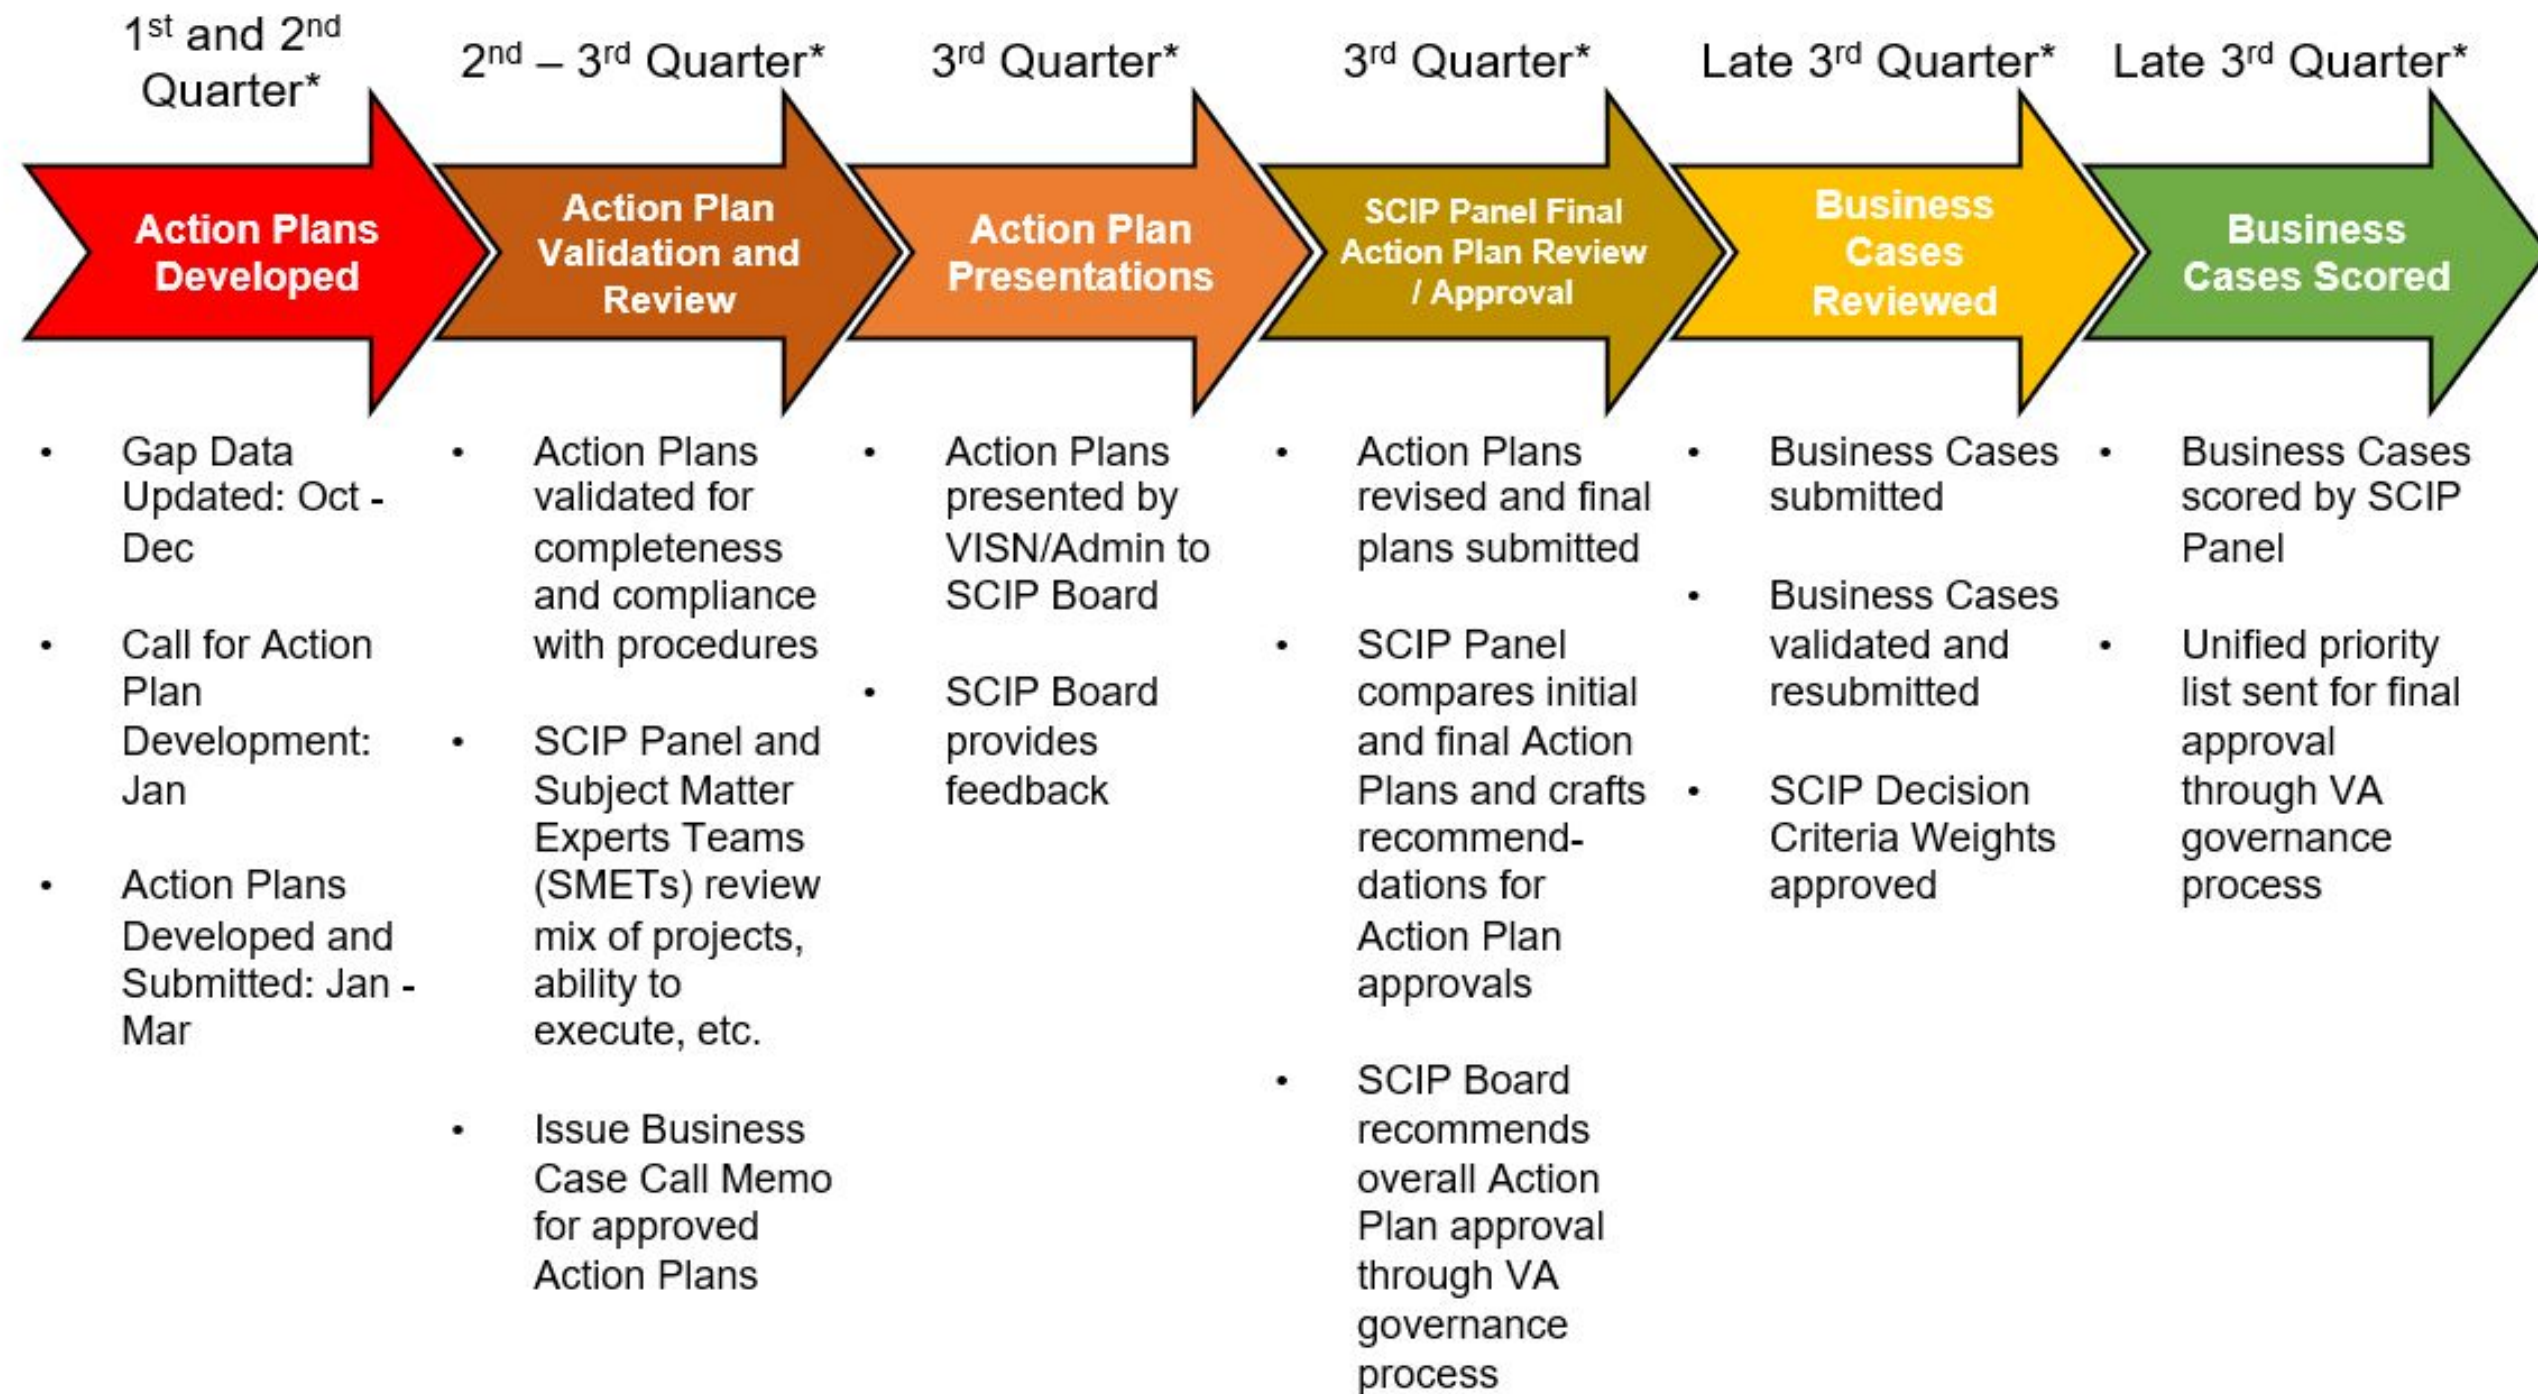 1st and 2nd
Quarter*
2nd – 3rd Quarter*
3rd Quarter*
3rd Quarter*
Late 3rd Quarter*
Late 3rd Quarter*
Action Plans
Developed
Action Plan
Validation and
Review
Action Plan
Presentations
SCIP Panel Final
Action Plan Review
/ Approval
Business
Cases
Reviewed
Business
Cases Scored
• Gap Data
Updated: Oct -
Dec
• Call for Action
Plan
Development:
Jan
• Action Plans
Developed and
Submitted: Jan -
Mar
• Action Plans
validated for
completeness
and compliance
with procedures
• SCIP Panel and
Subject Matter
Experts Teams
(SMETs) review
mix of projects,
ability to
execute, etc.
• Issue Business
Case Call Memo
for approved
Action Plans
• Action Plans
presented by
VISN/Admin to
SCIP Board
• SCIP Board
provides
feedback
• Action Plans
revised and final
plans submitted
• SCIP Panel
compares initial
and final Action
Plans and crafts
recommend-
dations for
Action Plan
approvals
• SCIP Board
recommends
overall Action
Plan approval
through VA
governance
process
• Business Cases
submitted
• Business Cases
validated and
resubmitted
• SCIP Decision
Criteria Weights
approved
• Business Cases
scored by SCIP
Panel
• Unified priority
list sent for final
approval
through VA
governance
process